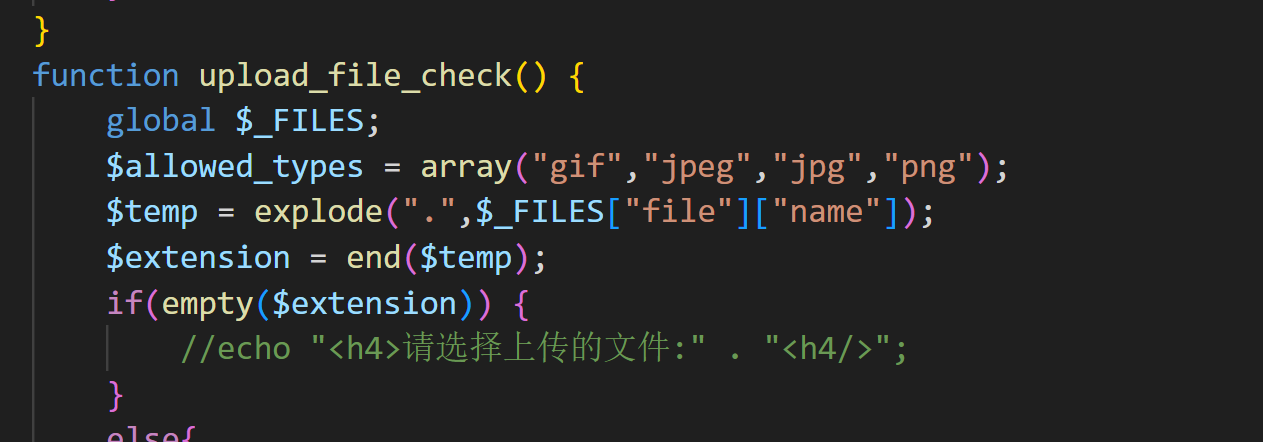 }
function upload_file_check() {
global $_FILES;
$allowed_types = array("gif","jpeg","jpg","png");
$temp = explode(".",$_FILES["file"]["name"]);
$extension = end($temp);
if(empty($extension)) {
//echo "<h4>请选择上传的文件:" . "<h4/>";
}
else{